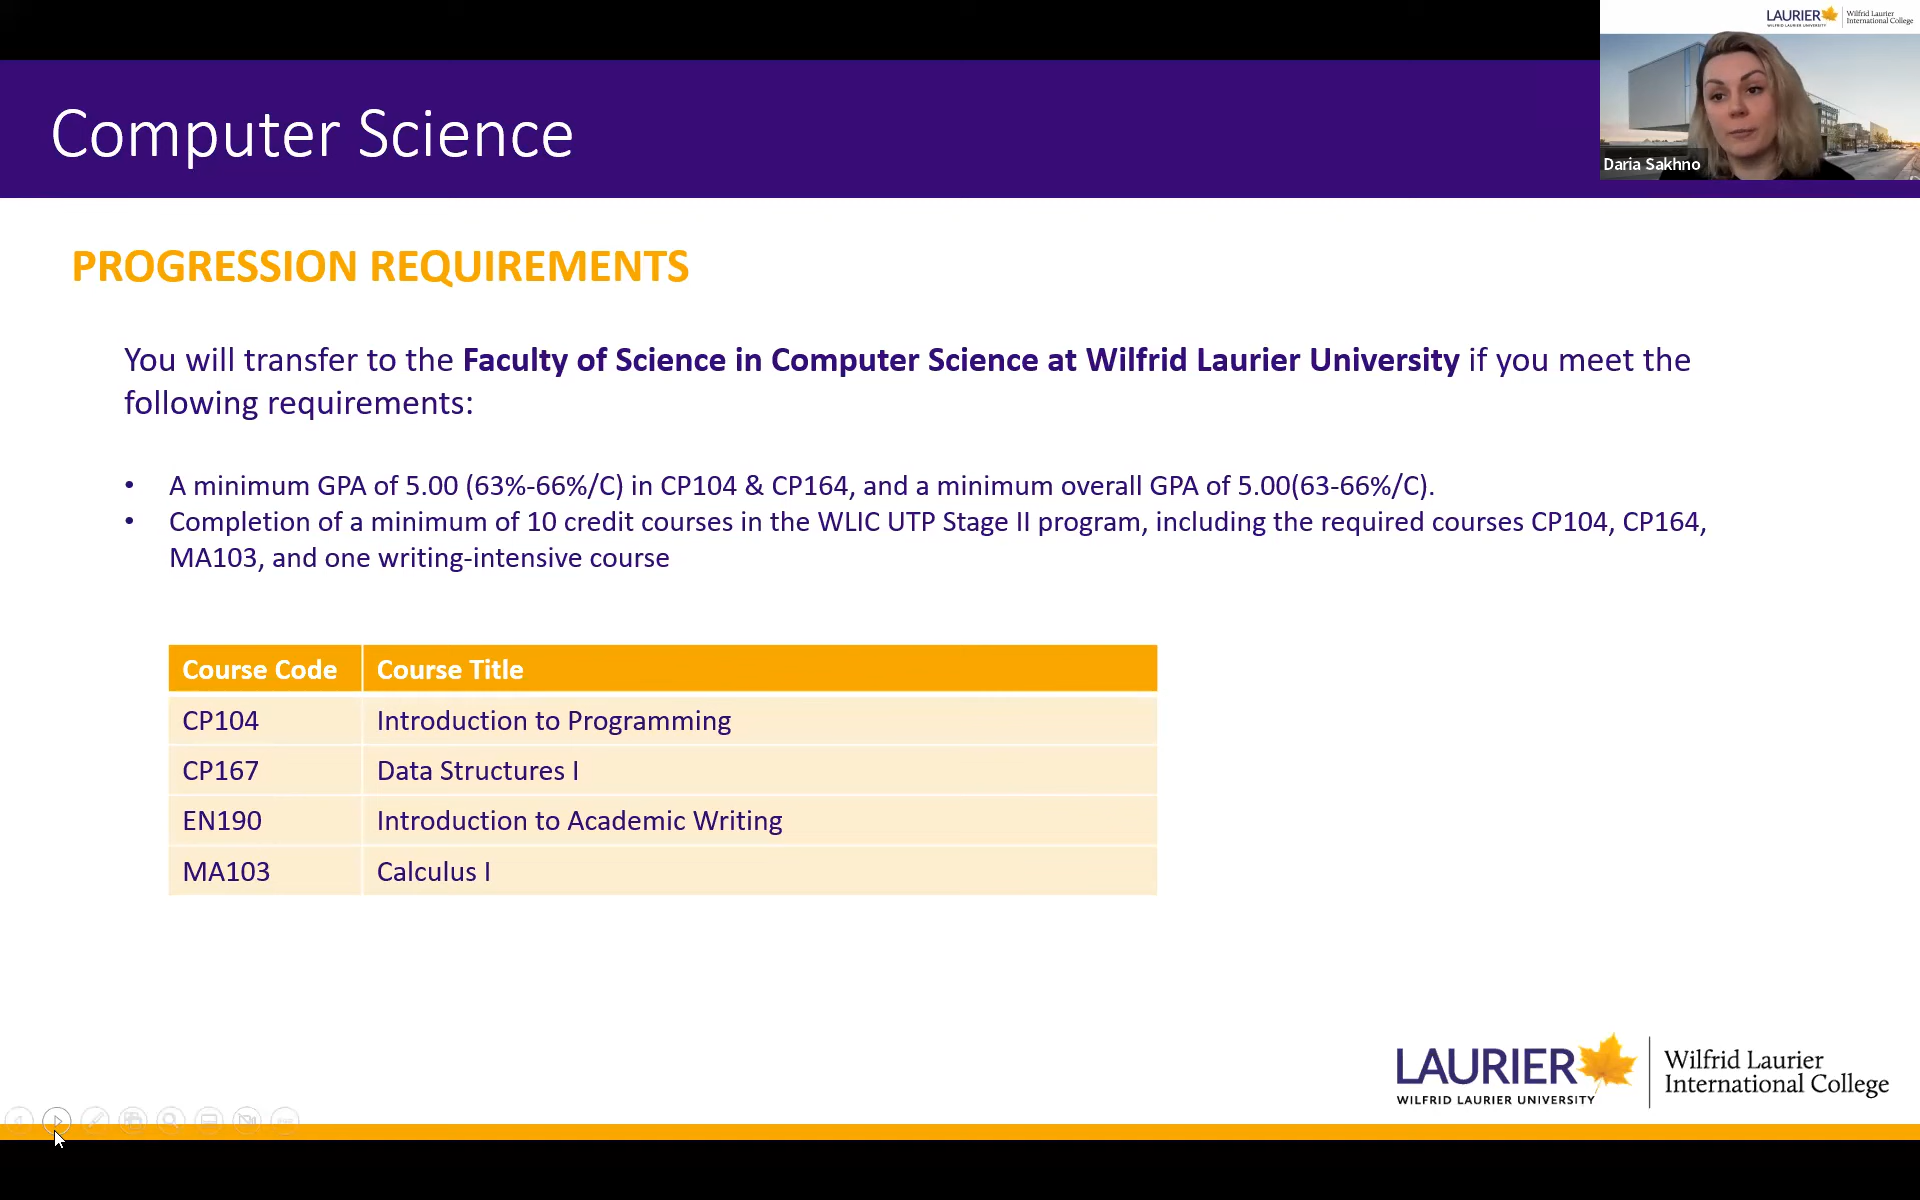 LAURIER
WILFRID LAURIER UNIVERSITY
Wilfrid Laurier
International College
Daria Sakhno
Computer Science
PROGRESSION REQUIREMENTS
You will transfer to the Faculty of Science in Computer Science at Wilfrid Laurier University if you meet the
following requirements:
• A minimum GPA of 5.00 (63%-66%/C) in CP104 & CP164, and a minimum overall GPA of 5.00(63-66%/C).
• Completion of a minimum of 10 credit courses in the WLIC UTP Stage II program, including the required courses CP104, CP164,
MA103, and one writing-intensive course
Course Code Course Title
CP104 Introduction to Programming
CP167 Data Structures I
EN190 Introduction to Academic Writing
MA103 Calculus I
LAURIER
WILFRID LAURIER UNIVERSITY
Wilfrid Laurier
International College